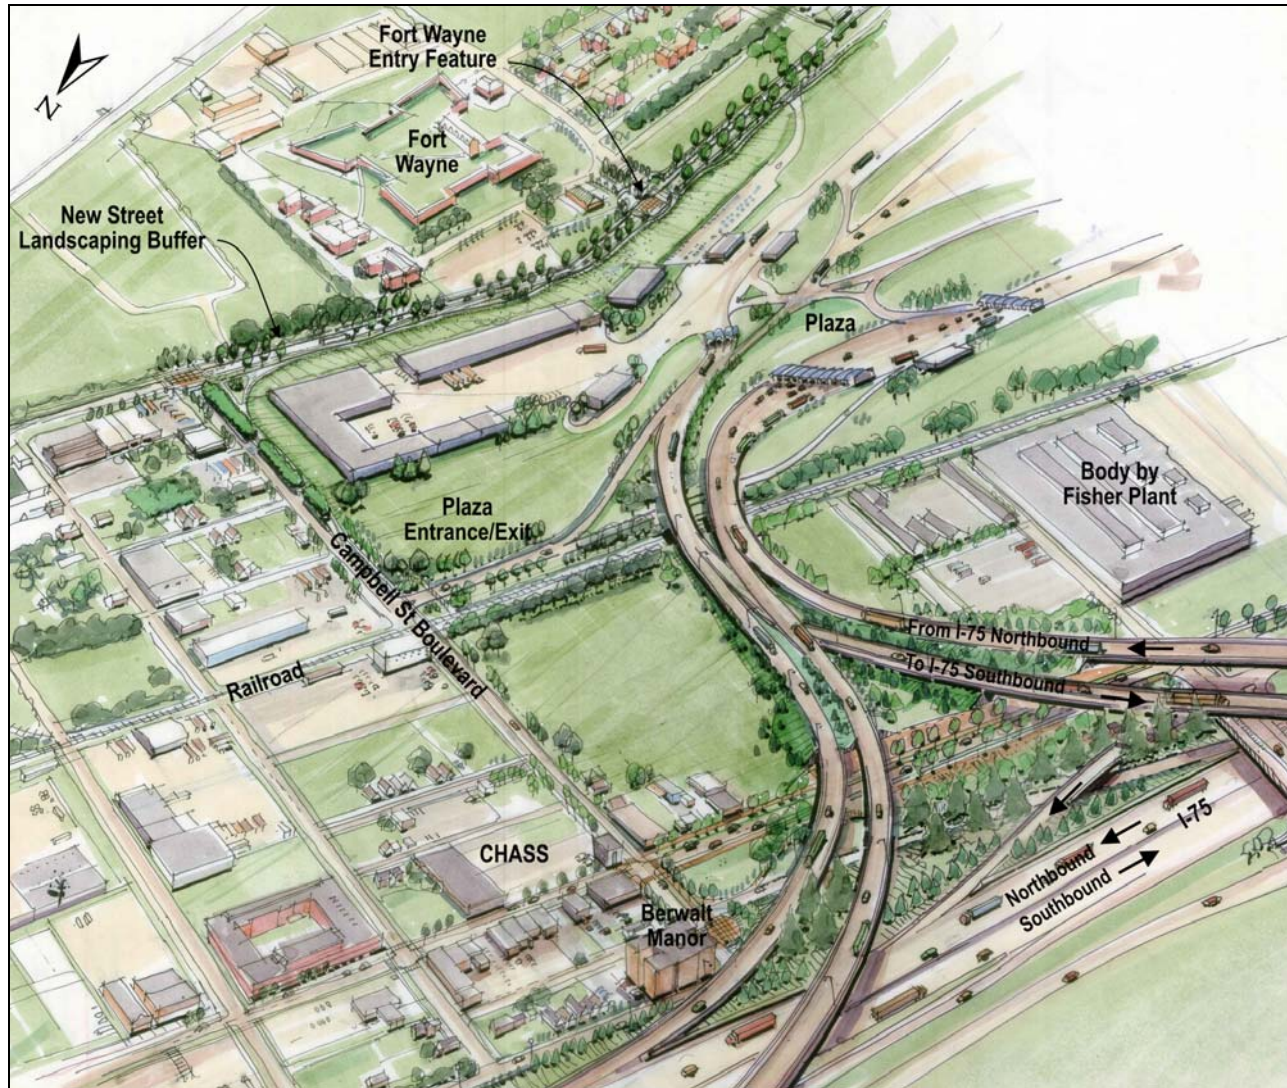 Fort Wayne
Entry Feature
N
Fort
Wayne
New Street
Landscaping Buffer
Plaza
Body by
Fisher Plant
Plaza
Entrance/Exit
Campbell St Boulevard
From I-75 Northbound
To I-75 Southbound
Railroad
I-75
Northbound
Southbound
CHASS
Berwalt
Manor